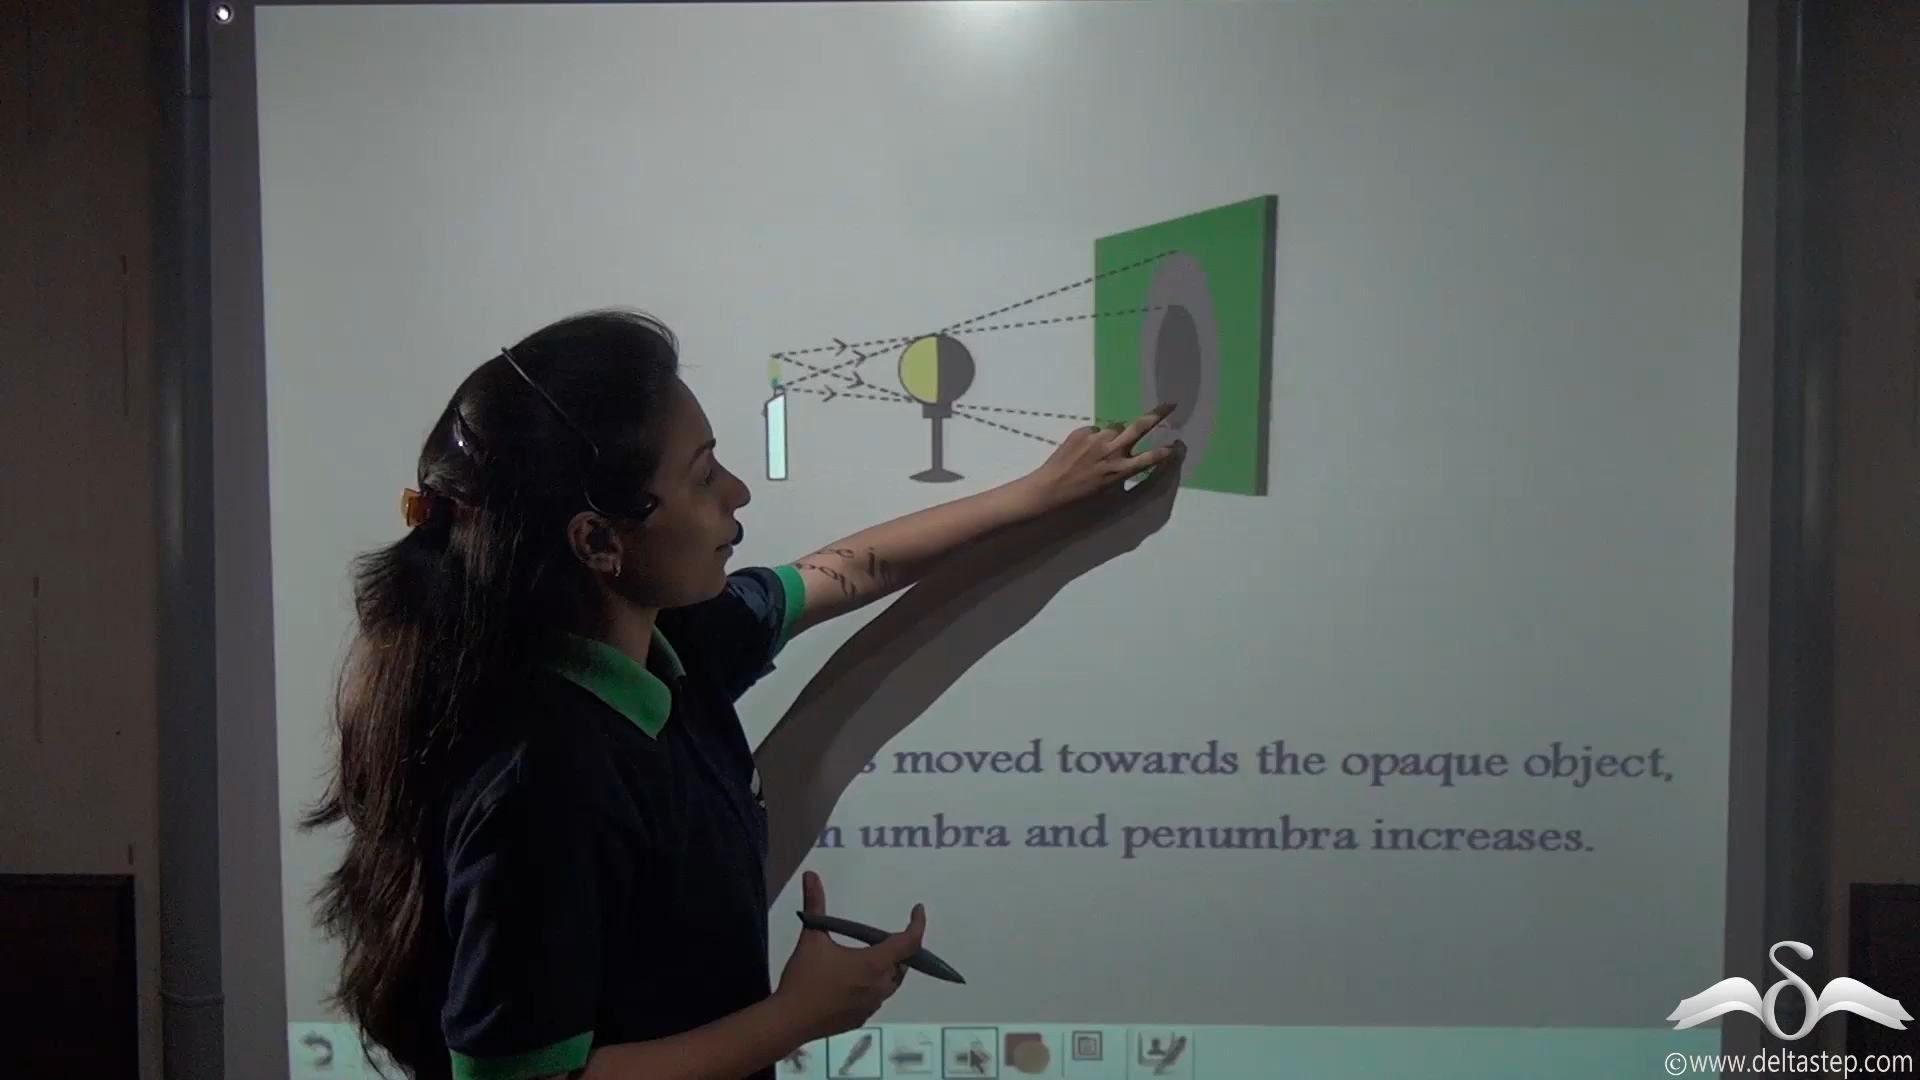 moved towards the opaque object,
umbra and penumbra increases.
©www.deltastep.com